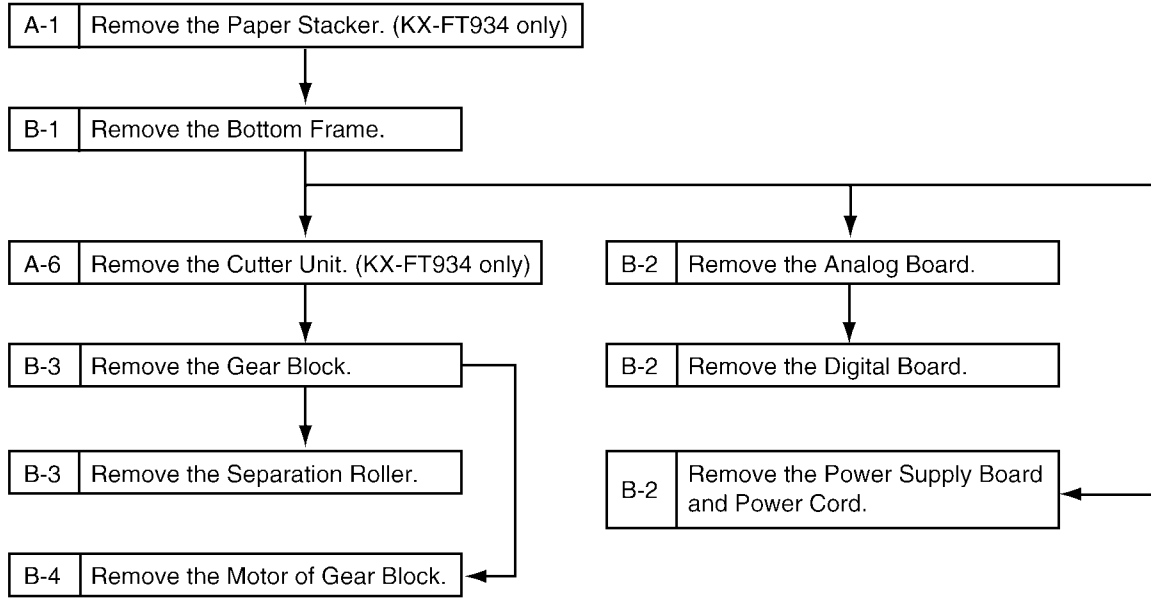 A-1 Remove the Paper Stacker. (KX-FT934 only)
B-1 Remove the Bottom Frame.
A-6 Remove the Cutter Unit. (KX-FT934 only)
B-2 Remove the Analog Board.
B-3 Remove the Gear Block.
B-2 Remove the Digital Board.
B-3 Remove the Separation Roller.
B-2 Remove the Power Supply Board
and Power Cord.
B-4 Remove the Motor of Gear Block.